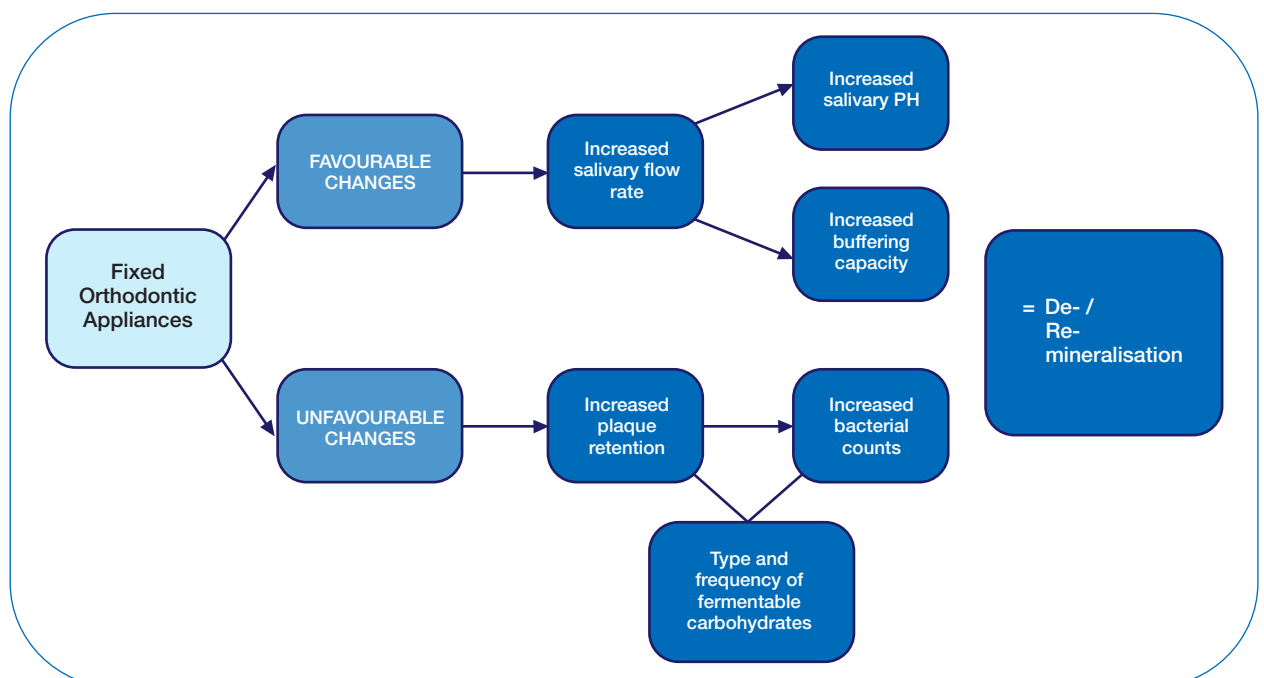 Fixed
Orthodontic
Appliances
FAVOURABLE
CHANGES
Increased
salivary flow
rate
Increased
salivary PH
Increased
buffering
capacity
UNFAVOURABLE
CHANGES
Increased
plaque
retention
Increased
bacterial
counts
Type and
frequency of
fermentable
carbohydrates
= De- /
Re-
mineralisation